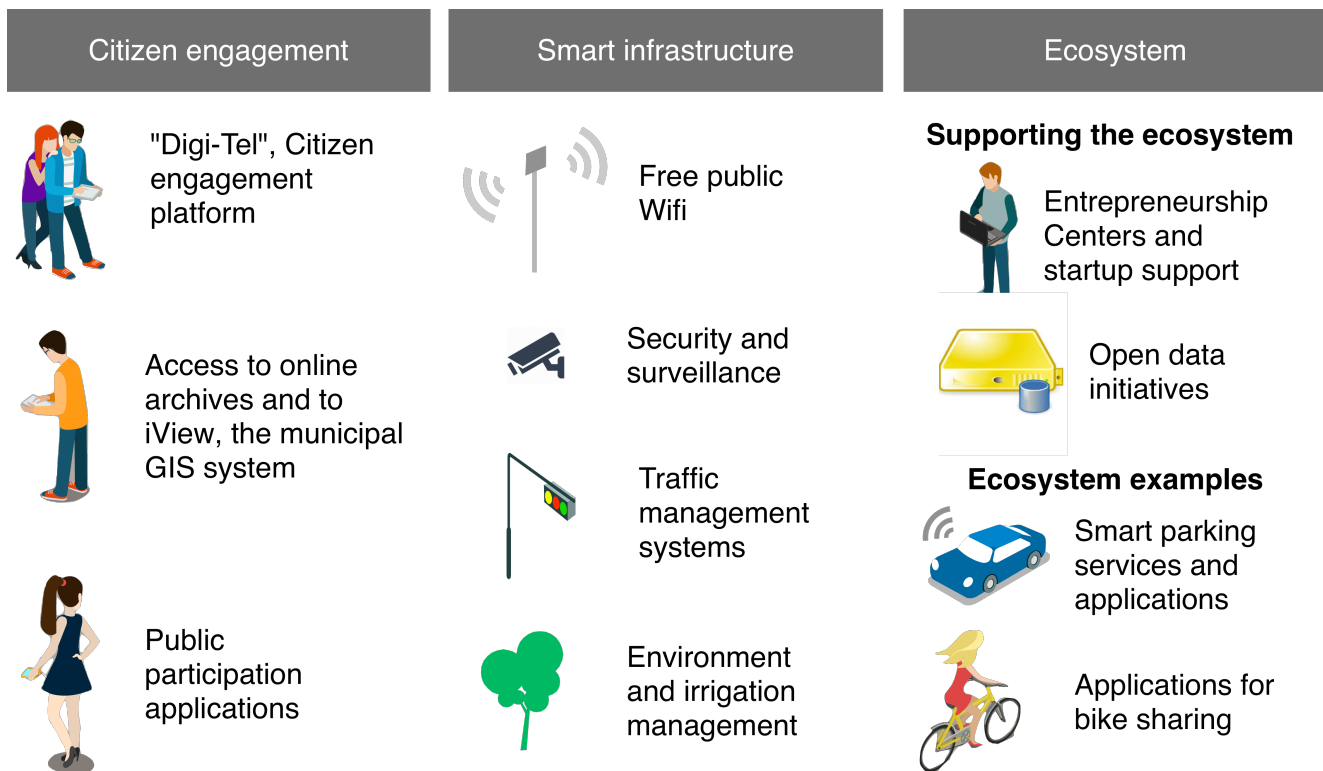 Citizen engagement
"Digi-Tel", Citizen
engagement
platform
Access to online
archives and to
iView, the municipal
GIS system
Public
participation
applications
Smart infrastructure
Free public
Wifi
Security and
surveillance
Traffic
management
systems
Environment
and irrigation
management
Ecosystem
Supporting the ecosystem
Entrepreneurship
Centers and
startup support
Open data
initiatives
Ecosystem examples
Smart parking
services and
applications
Applications for
bike sharing